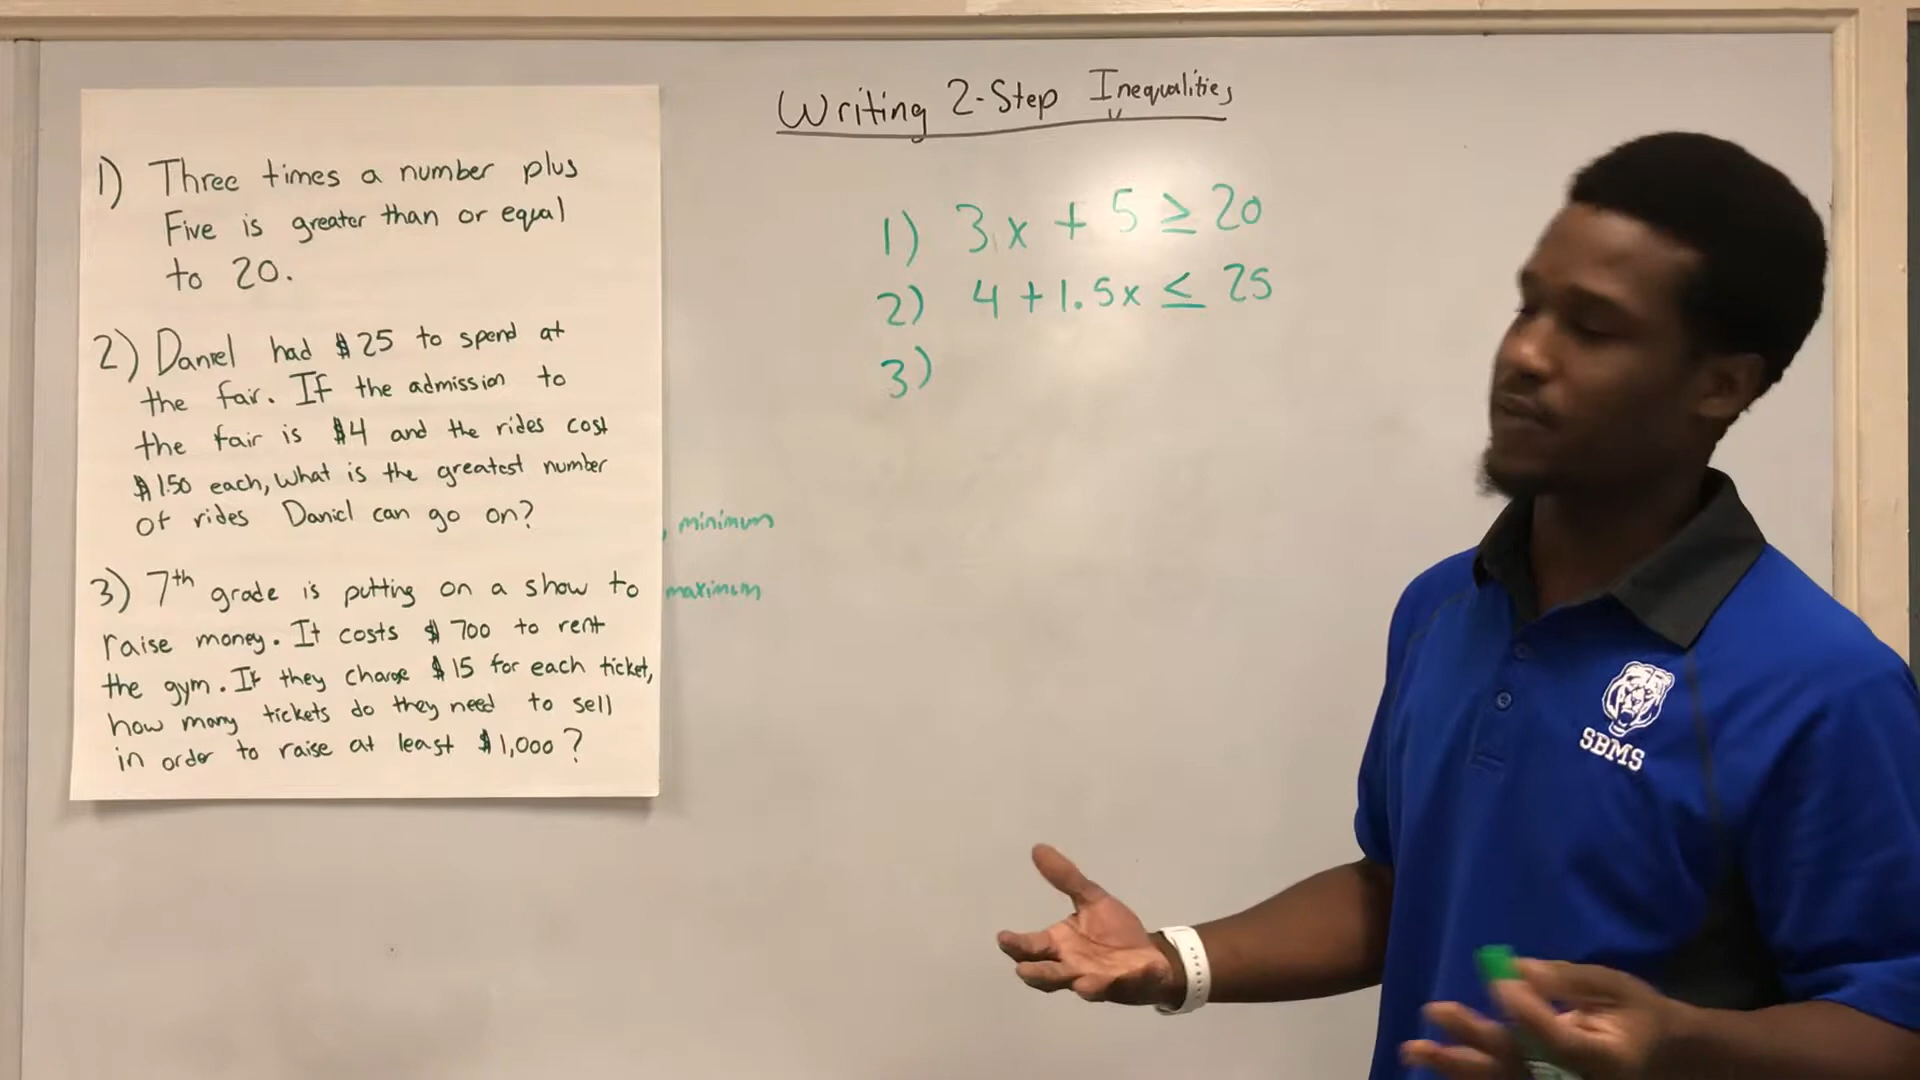 Writing 2-Step Inequalities
1) Three times a number plus
Five is greater than or equal
to 20.
2) Daniel had $25 to spend at
the fair. If the admission to
the fair is $4 and the rides cost
$1.50 each, what is the greatest number
of rides Daniel can go on?
3) 7th grade is putting on a show to
raise money. It costs $700 to rent
the gym. If they charge $15 for each ticket,
how many tickets do they need to sell
in order to raise at least $1,000?
, minimum
maximum
1) 3x + 5 ≥ 20
2) 4 + 1.5x ≤ 25
3)
SBMS